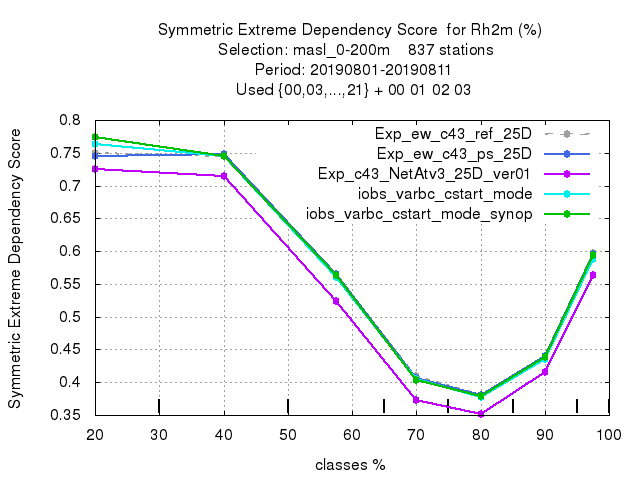 Symmetric Extreme Dependency Score for Rh2m (%)
Selection: masl_0-200m 837 stations
Period: 20190801-20190811
Used {00,03,...,21} + 00 01 02 03
Symmetric Extreme Dependency Score
0.8
0.75
0.7
0.65
0.6
0.55
0.5
0.45
0.4
0.35
Exp_ew_c43_ref_25D
Exp_ew_c43_ps_25D
Exp_c43_NetAtv3_25D_ver01
iobs_varbc_cstart_mode
iobs_varbc_cstart_mode_synop
20 30 40 50 60 70 80 90 100
classes %